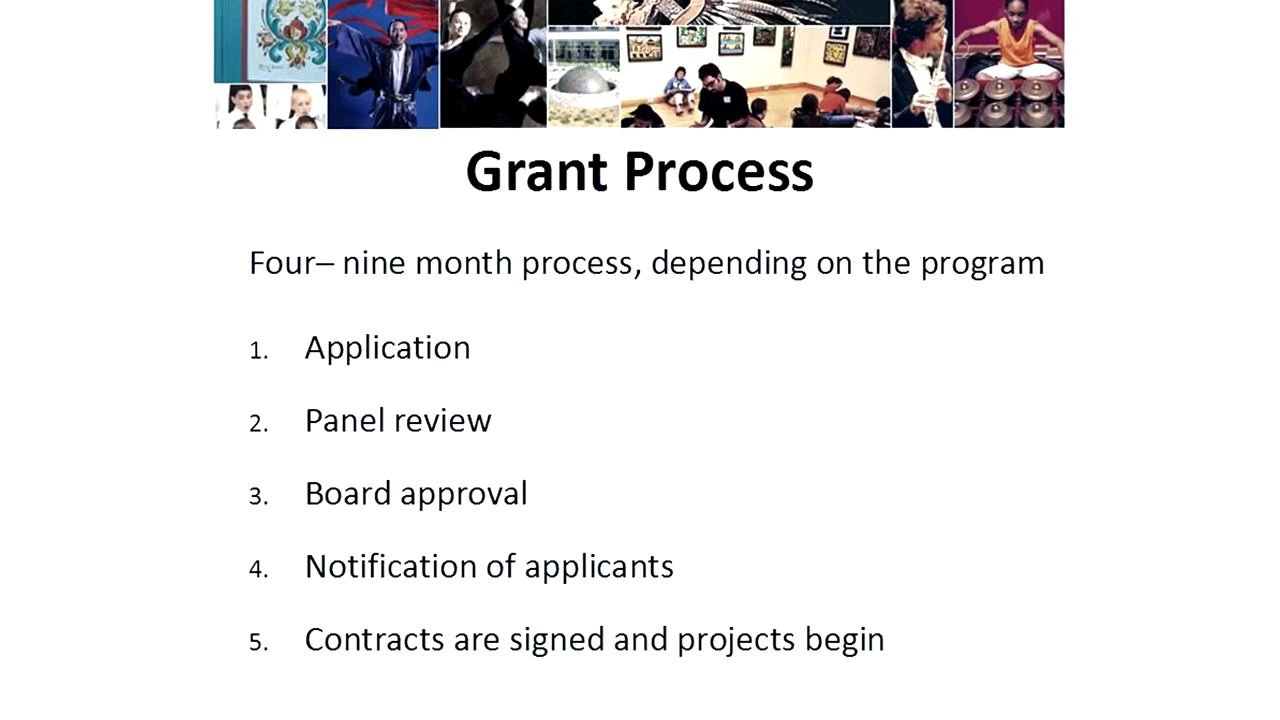 Grant Process
Four– nine month process, depending on the program
1. Application
2. Panel review
3. Board approval
4. Notification of applicants
5. Contracts are signed and projects begin